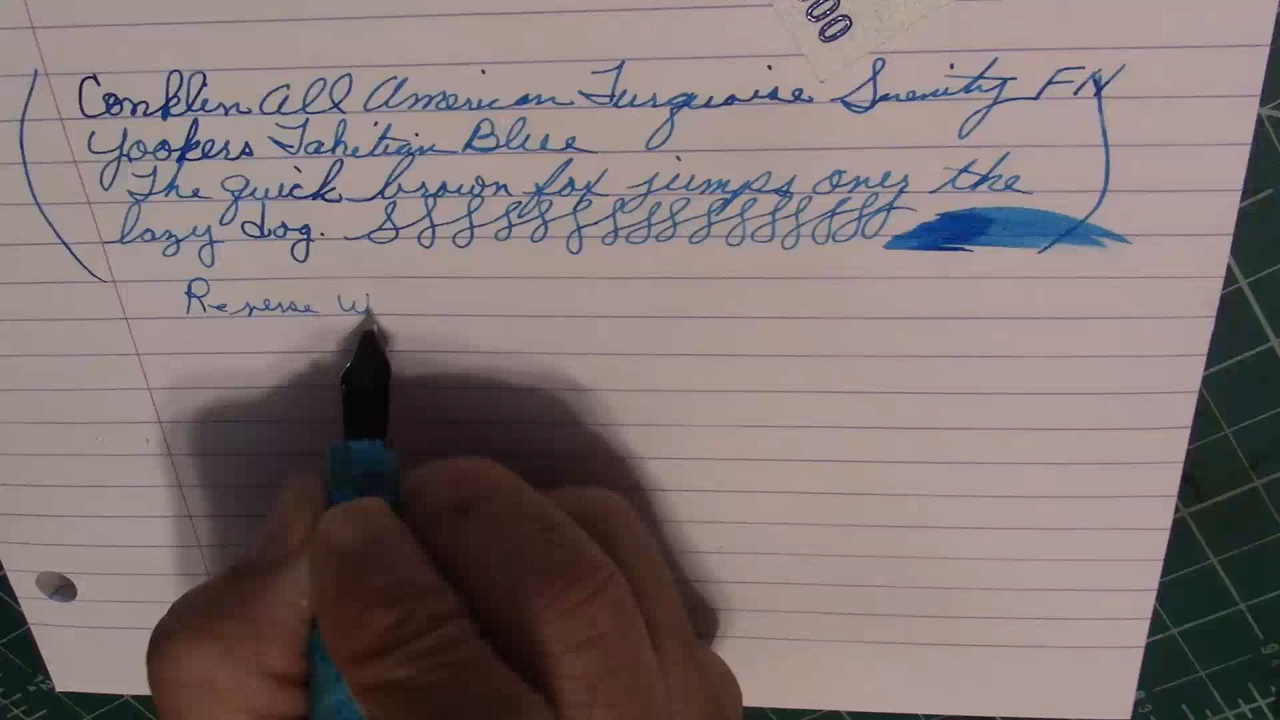 00
Conklin All American Turquoise Serenity FN
Yookers Tahitian Blue
The quick brown fox jumps over the
lazy dog. S
Reverse w